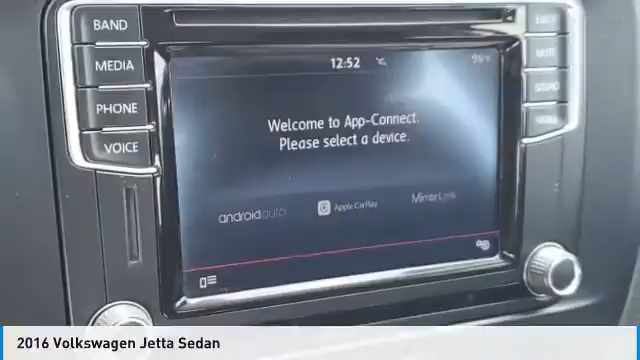 BAND
MEDIA
PHONE
VOICE
12:52
Welcome to App-Connect.
Please select a device.
androidauto
Apple CarPlay
MirrorLink
MENU
2016 Volkswagen Jetta Sedan